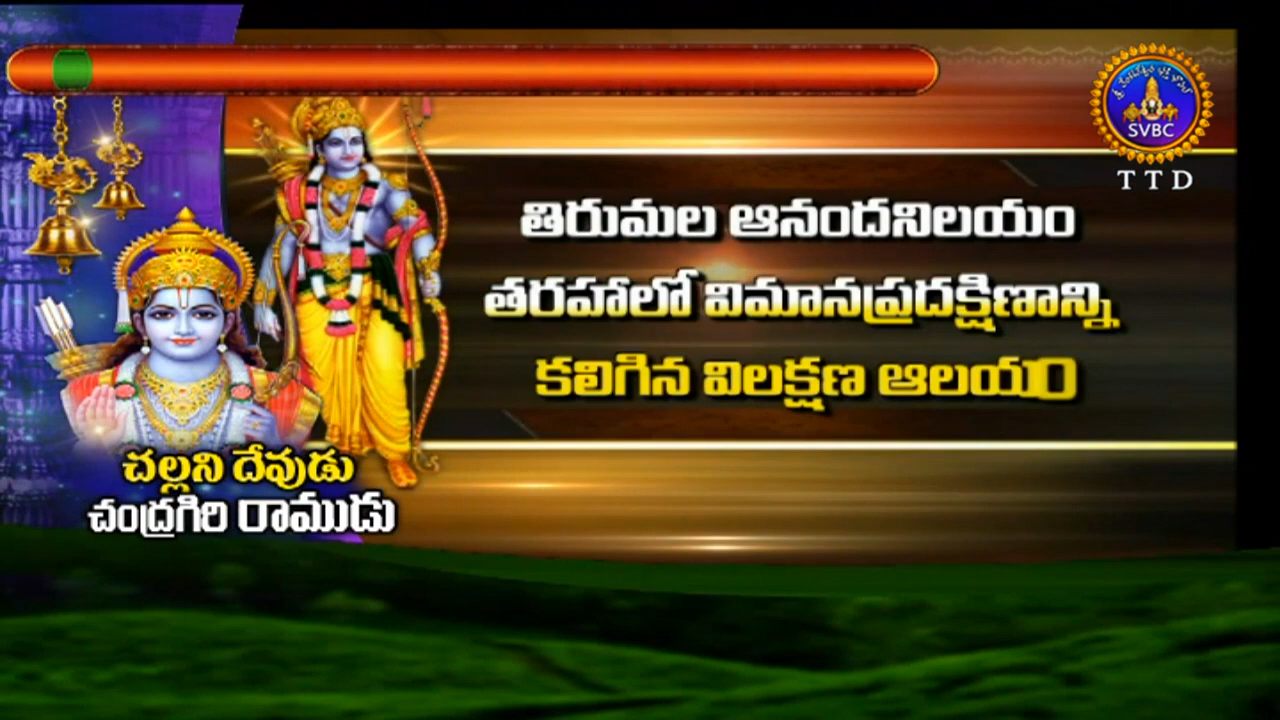 తిరుమల ఆనందనిలయం
తరహాలో విమానప్రదక్షిణాన్ని
కలిగిన విలక్షణ ఆలయం
చల్లని దేవుడు
చంద్రగిరి రాముడు
SVBC
TTD